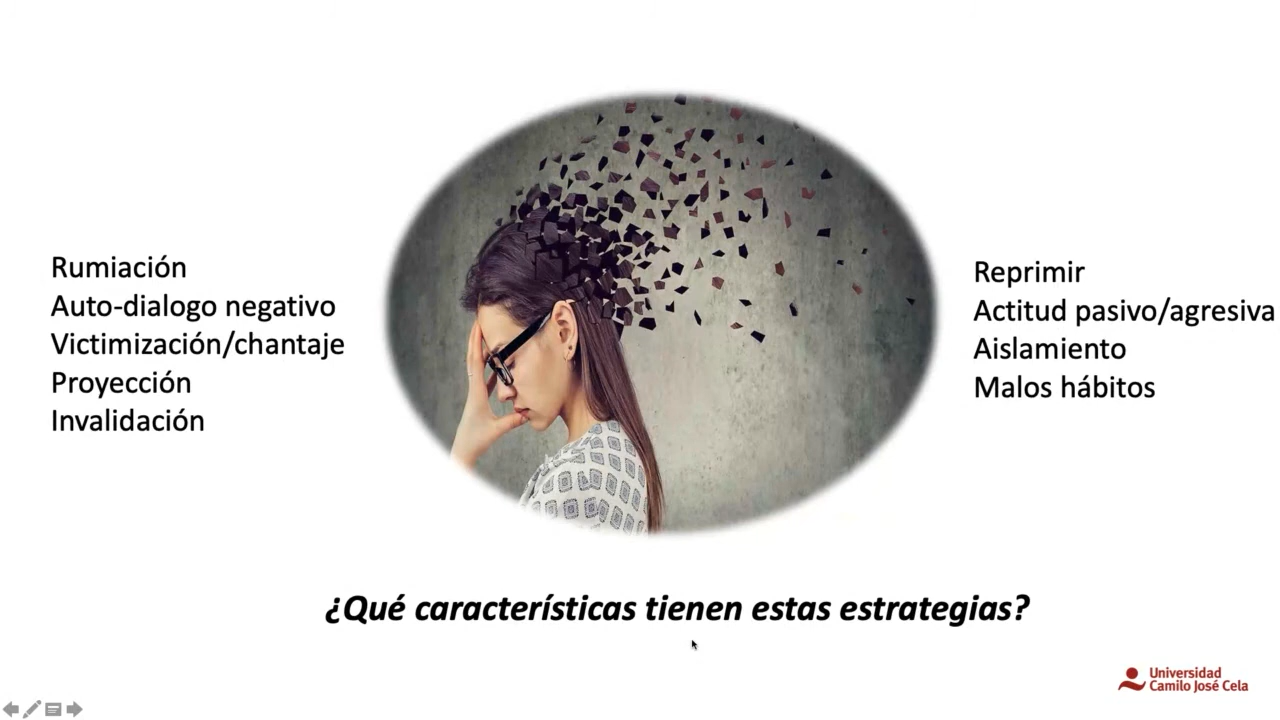 Rumiación
Auto-dialogo negativo
Victimización/chantaje
Proyección
Invalidación
Reprimir
Actitud pasivo/agresiva
Aislamiento
Malos hábitos
¿Qué características tienen estas estrategias?
Universidad
Camilo José Cela